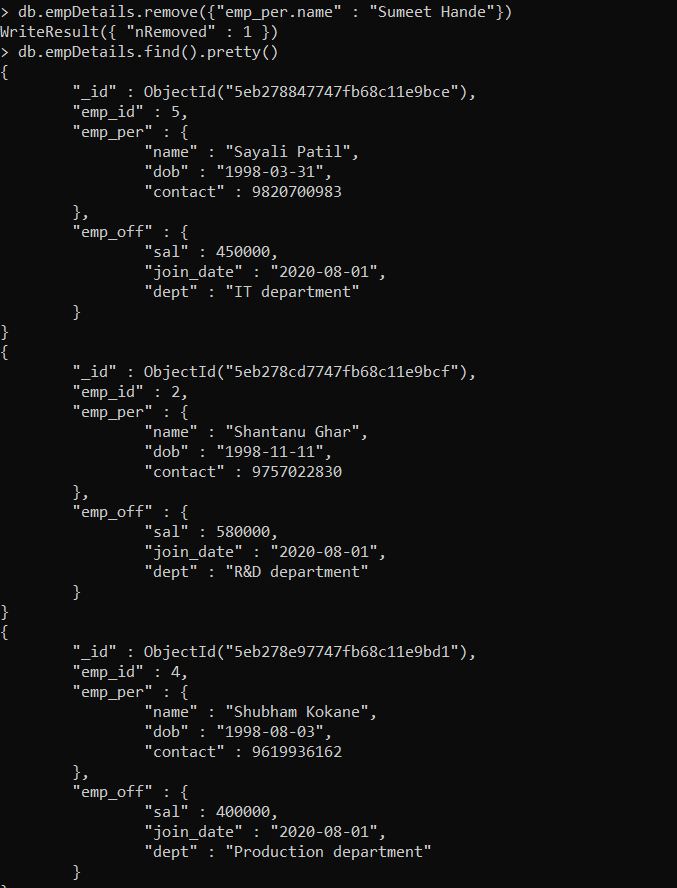 > db.empDetails.remove({"emp_per.name" : "Sumeet Hande"})
WriteResult({ "nRemoved" : 1 })
> db.empDetails.find().pretty()
{
        "_id" : ObjectId("5eb278847747fb68c11e9bce"),
        "emp_id" : 5,
        "emp_per" : {
                "name" : "Sayali Patil",
                "dob" : "1998-03-31",
                "contact" : 9820700983
        },
        "emp_off" : {
                "sal" : 450000,
                "join_date" : "2020-08-01",
                "dept" : "IT department"
        }
}
{
        "_id" : ObjectId("5eb278cd7747fb68c11e9bcf"),
        "emp_id" : 2,
        "emp_per" : {
                "name" : "Shantanu Ghar",
                "dob" : "1998-11-11",
                "contact" : 9757022830
        },
        "emp_off" : {
                "sal" : 580000,
                "join_date" : "2020-08-01",
                "dept" : "R&D department"
        }
}
{
        "_id" : ObjectId("5eb278e97747fb68c11e9bd1"),
        "emp_id" : 4,
        "emp_per" : {
                "name" : "Shubham Kokane",
                "dob" : "1998-08-03",
                "contact" : 9619936162
        },
        "emp_off" : {
                "sal" : 400000,
                "join_date" : "2020-08-01",
                "dept" : "Production department"
        }
}